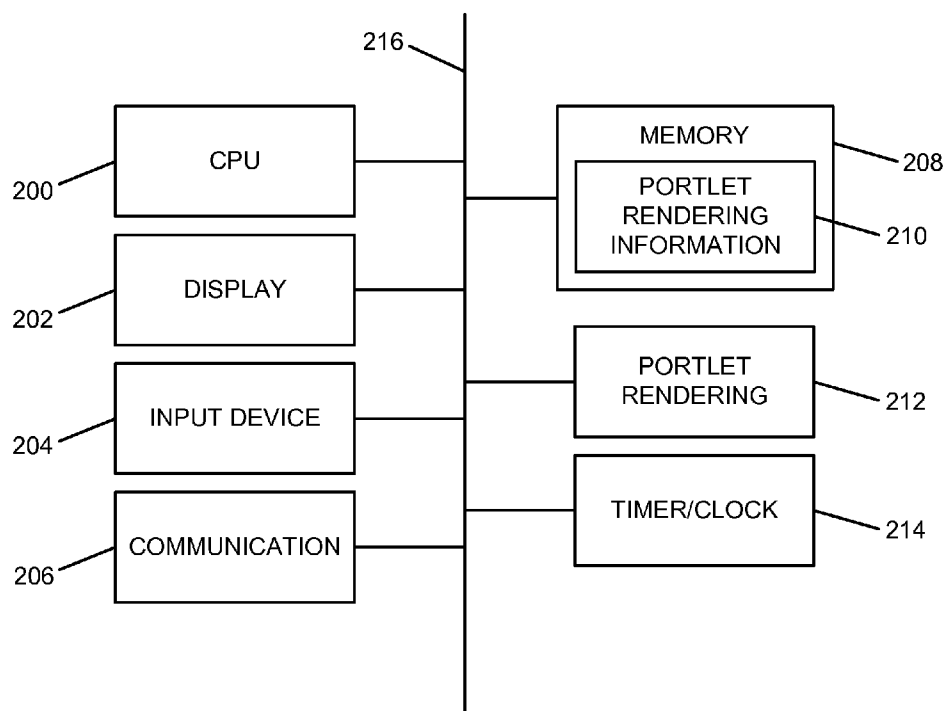 216
CPU
200
DISPLAY
202
INPUT DEVICE
204
COMMUNICATION
206
MEMORY
208
PORTLET
RENDERING
INFORMATION
210
PORTLET
RENDERING
212
TIMER/CLOCK
214